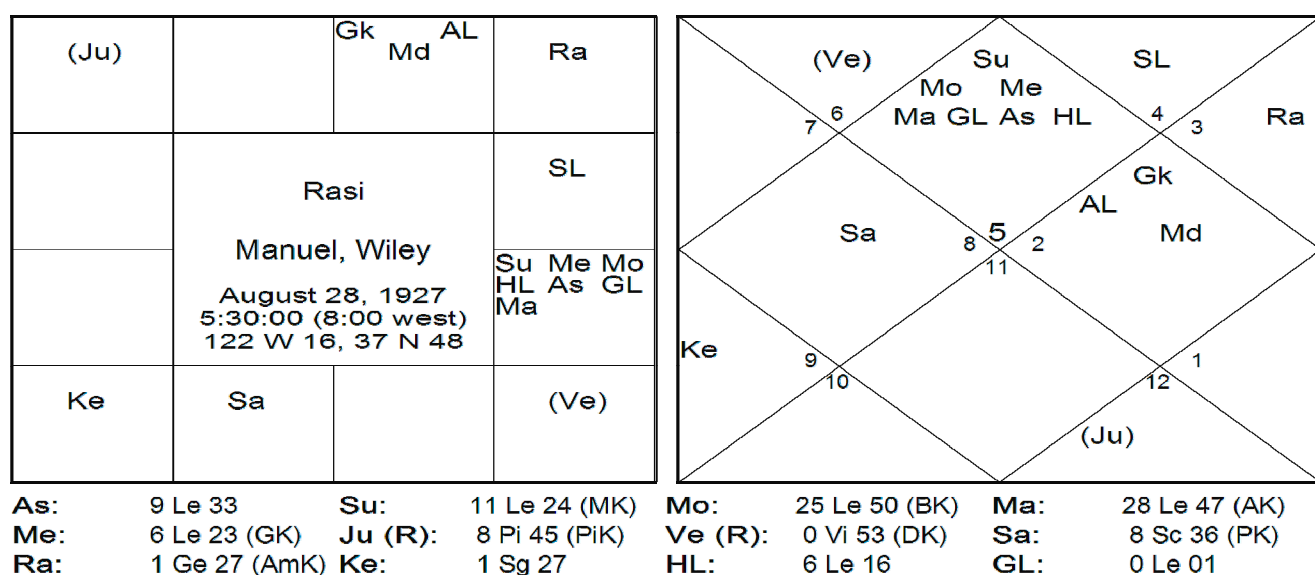 (Ju)
Gk AL
Md
Ra
SL
Rasi
Manuel, Wiley
August 28, 1927
5:30:00 (8:00 west)
122 W 16, 37 N 48
Su Me Mo
HL As GL
Ma
Ke
Sa
(Ve)
(Ve)
Su
SL
Mo Me
Ma GL As HL
Ra
6
7
4
3
Gk
AL
Md
Sa
8
5
2
11
Ke
9
10
12
1
(Ju)
As: 9 Le 33 Su: 11 Le 24 (MK) Mo: 25 Le 50 (BK) Ma: 28 Le 47 (AK)
Me: 6 Le 23 (GK) Ju (R): 8 Pi 45 (PiK) Ve (R): 0 Vi 53 (DK) Sa: 8 Sc 36 (PK)
Ra: 1 Ge 27 (AmK) Ke: 1 Sg 27 HL: 6 Le 16 GL: 0 Le 01